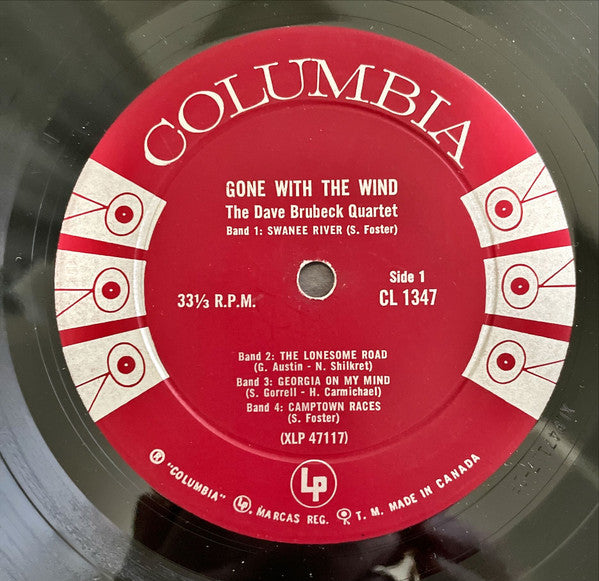 COLUMBIA
GONE WITH THE WIND
The Dave Brubeck Quartet
Band 1: SWANEE RIVER (S. Foster)
33⅓ R.P.M.
Side 1
CL 1347
Band 2: THE LONESOME ROAD
(G. Austin - N. Shilkret)
Band 3: GEORGIA ON MY MIND
(S. Gorrell - H. Carmichael)
Band 4: CAMPTOWN RACES
(S. Foster)
(XLP 47117)
LP
® "COLUMBIA" LP. MARCAS REG. T. M. MADE IN CANADA